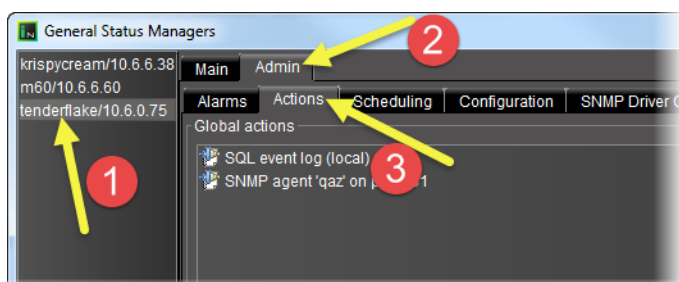 General Status Managers
krispycream/10.6.6.38
m60/10.6.6.60
tenderflake/10.6.0.75
Main Admin
Alarms Actions Scheduling Configuration SNMP Driver
Global actions
SQL event log (local)
SNMP agent 'qaz' on
1
2
3